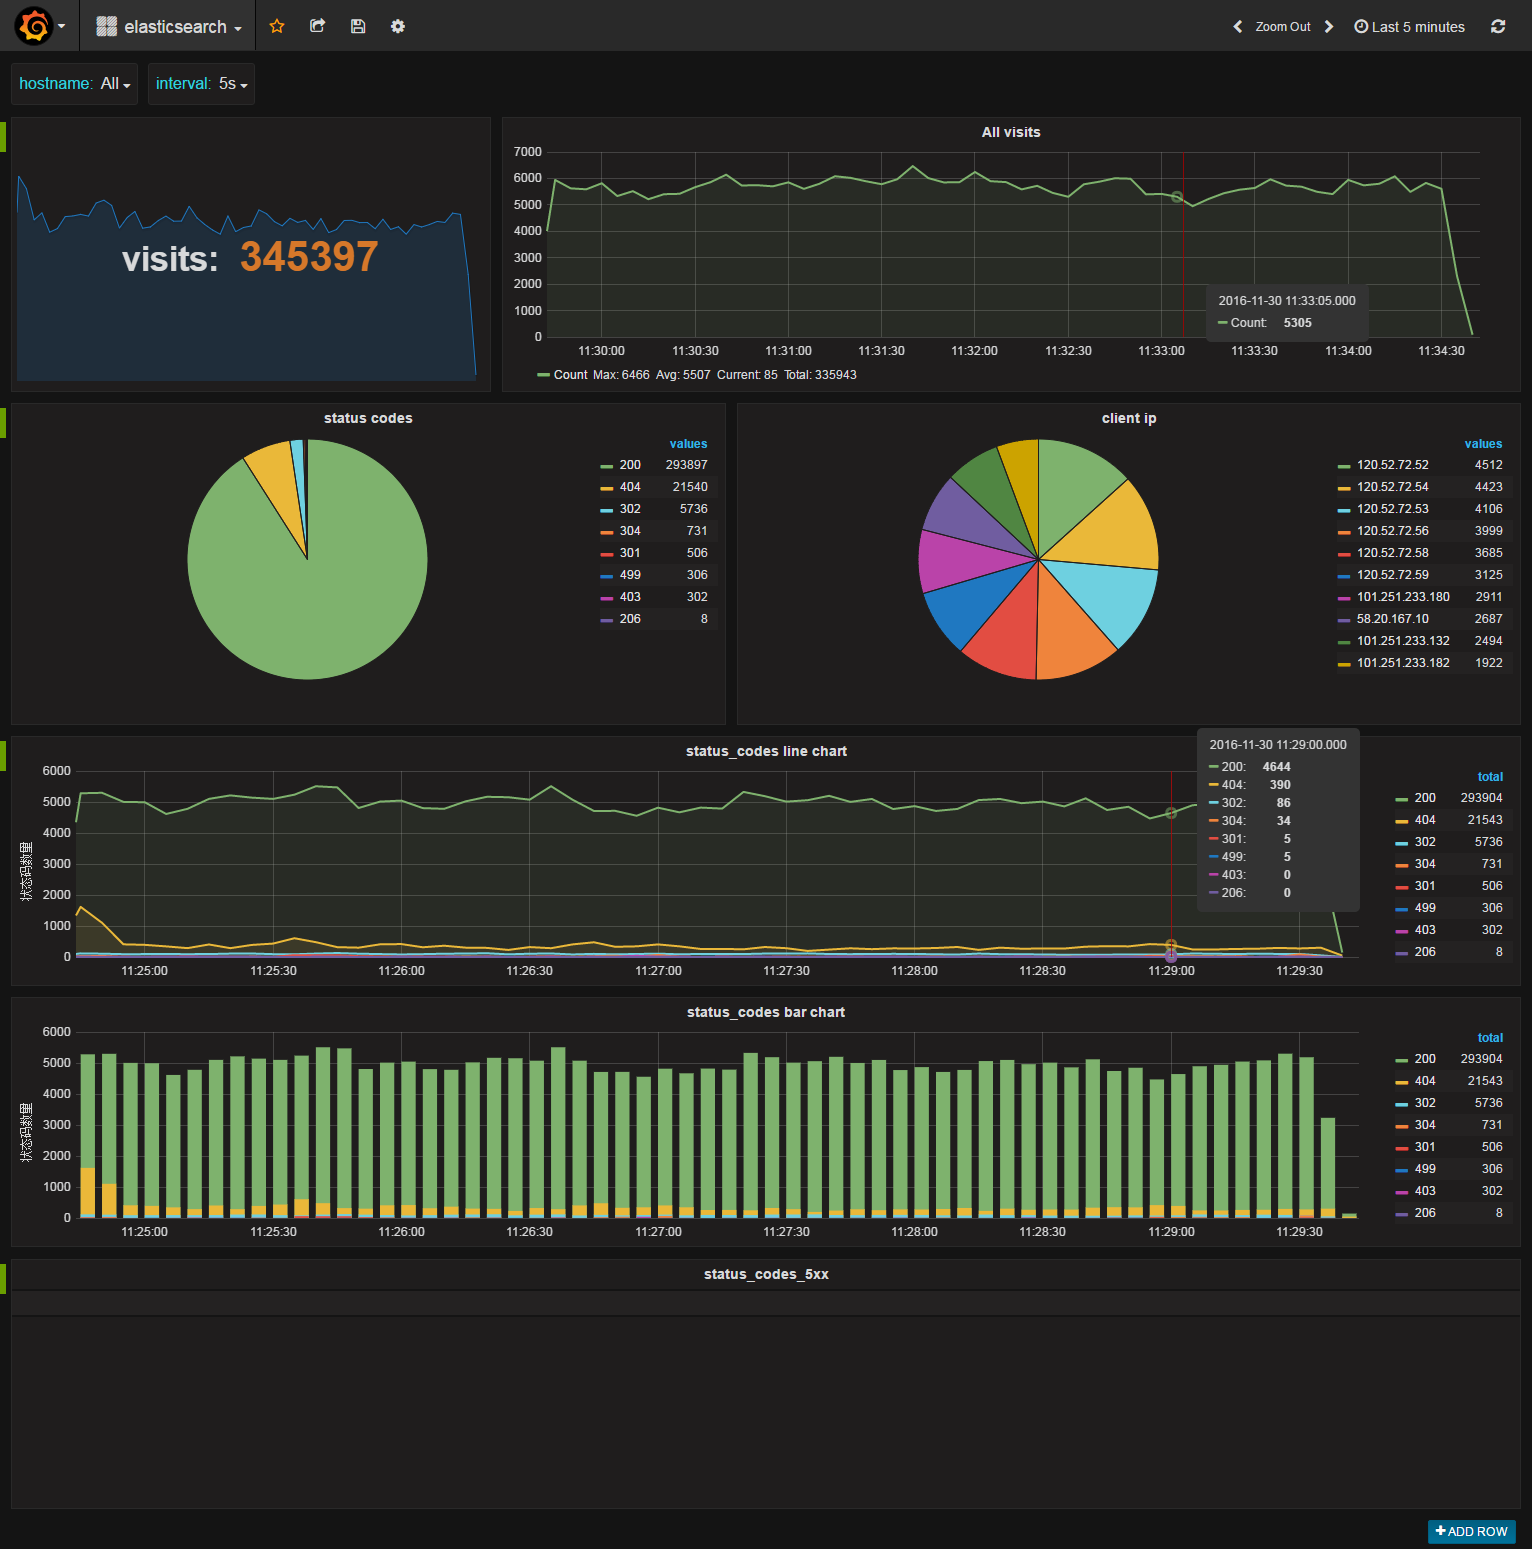 elasticsearch
Zoom Out
Last 5 minutes
hostname: All
interval: 5s
visits: 345397
All visits
7000
6000
5000
4000
3000
2000
1000
0
11:30:00 11:30:30 11:31:00 11:31:30 11:32:00 11:32:30 11:33:00 11:33:30 11:34:00 11:34:30
2016-11-30 11:33:05.000
Count: 5305
Count Max: 6466 Avg: 5507 Current: 85 Total: 335943
status codes
values
200 293897
404 21540
302 5736
304 731
301 506
499 306
403 302
206 8
client ip
values
120.52.72.52 4512
120.52.72.54 4423
120.52.72.53 4106
120.52.72.56 3999
120.52.72.58 3685
120.52.72.59 3125
101.251.233.180 2911
58.20.167.10 2687
101.251.233.132 2494
101.251.233.182 1922
status_codes line chart
状态码数里
6000
5000
4000
3000
2000
1000
0
11:25:00 11:25:30 11:26:00 11:26:30 11:27:00 11:27:30 11:28:00 11:28:30 11:29:00 11:29:30
2016-11-30 11:29:00.000
200: 4644
404: 390
302: 86
304: 34
301: 5
499: 5
403: 0
206: 0
total
200 293904
404 21543
302 5736
304 731
301 506
499 306
403 302
206 8
status_codes bar chart
状态码数里
6000
5000
4000
3000
2000
1000
0
11:25:00 11:25:30 11:26:00 11:26:30 11:27:00 11:27:30 11:28:00 11:28:30 11:29:00 11:29:30
total
200 293904
404 21543
302 5736
304 731
301 506
499 306
403 302
206 8
status_codes_5xx
ADD ROW